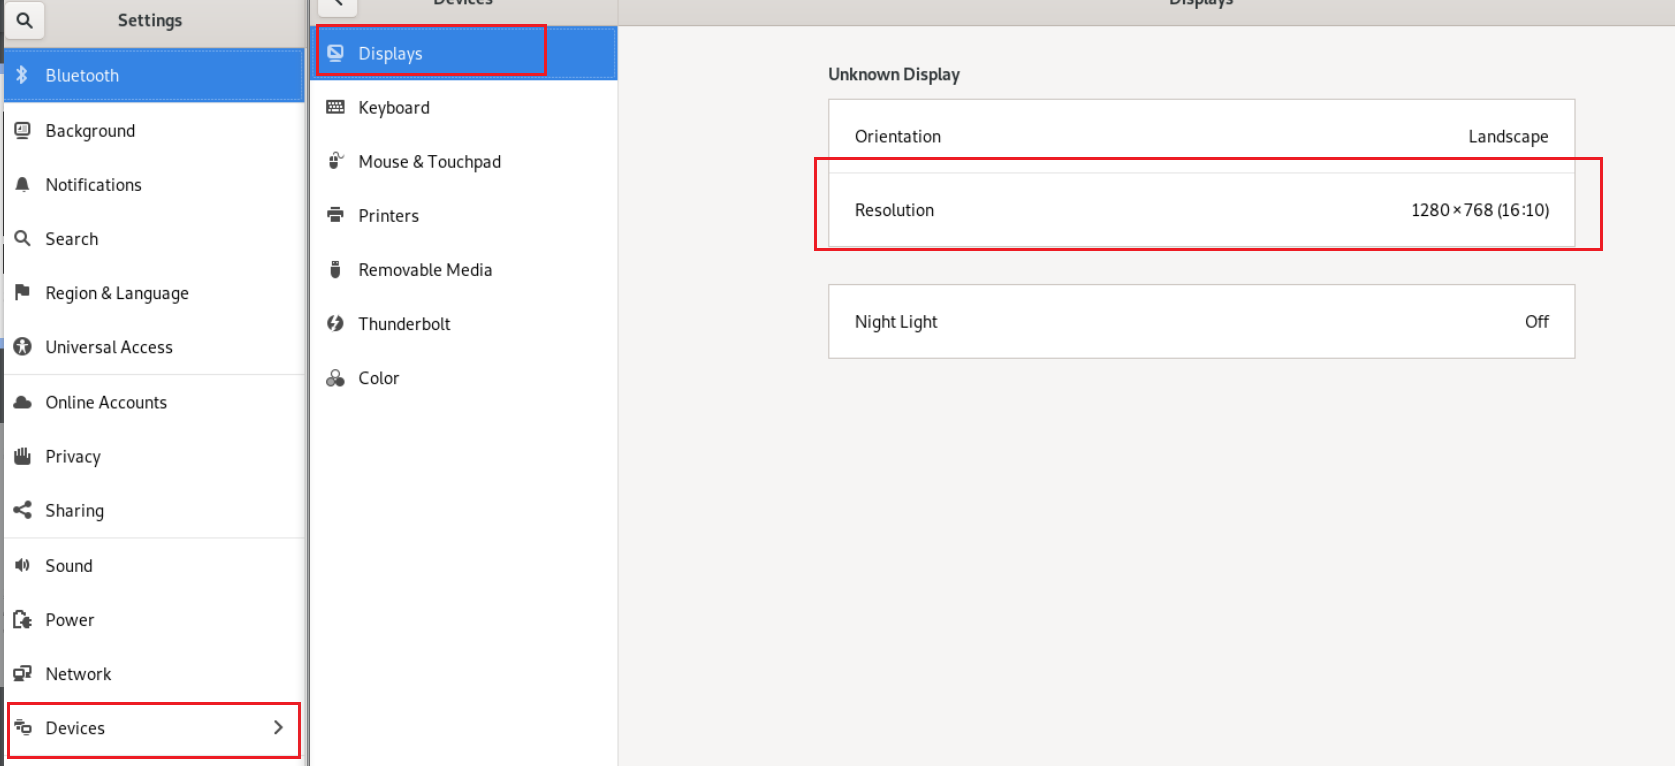 Settings
Bluetooth
Background
Notifications
Search
Region & Language
Universal Access
Online Accounts
Privacy
Sharing
Sound
Power
Network
Devices
Devices
Displays
Keyboard
Mouse & Touchpad
Printers
Removable Media
Thunderbolt
Color
Displays
Unknown Display
Orientation Landscape
Resolution 1280 × 768 (16:10)
Night Light Off